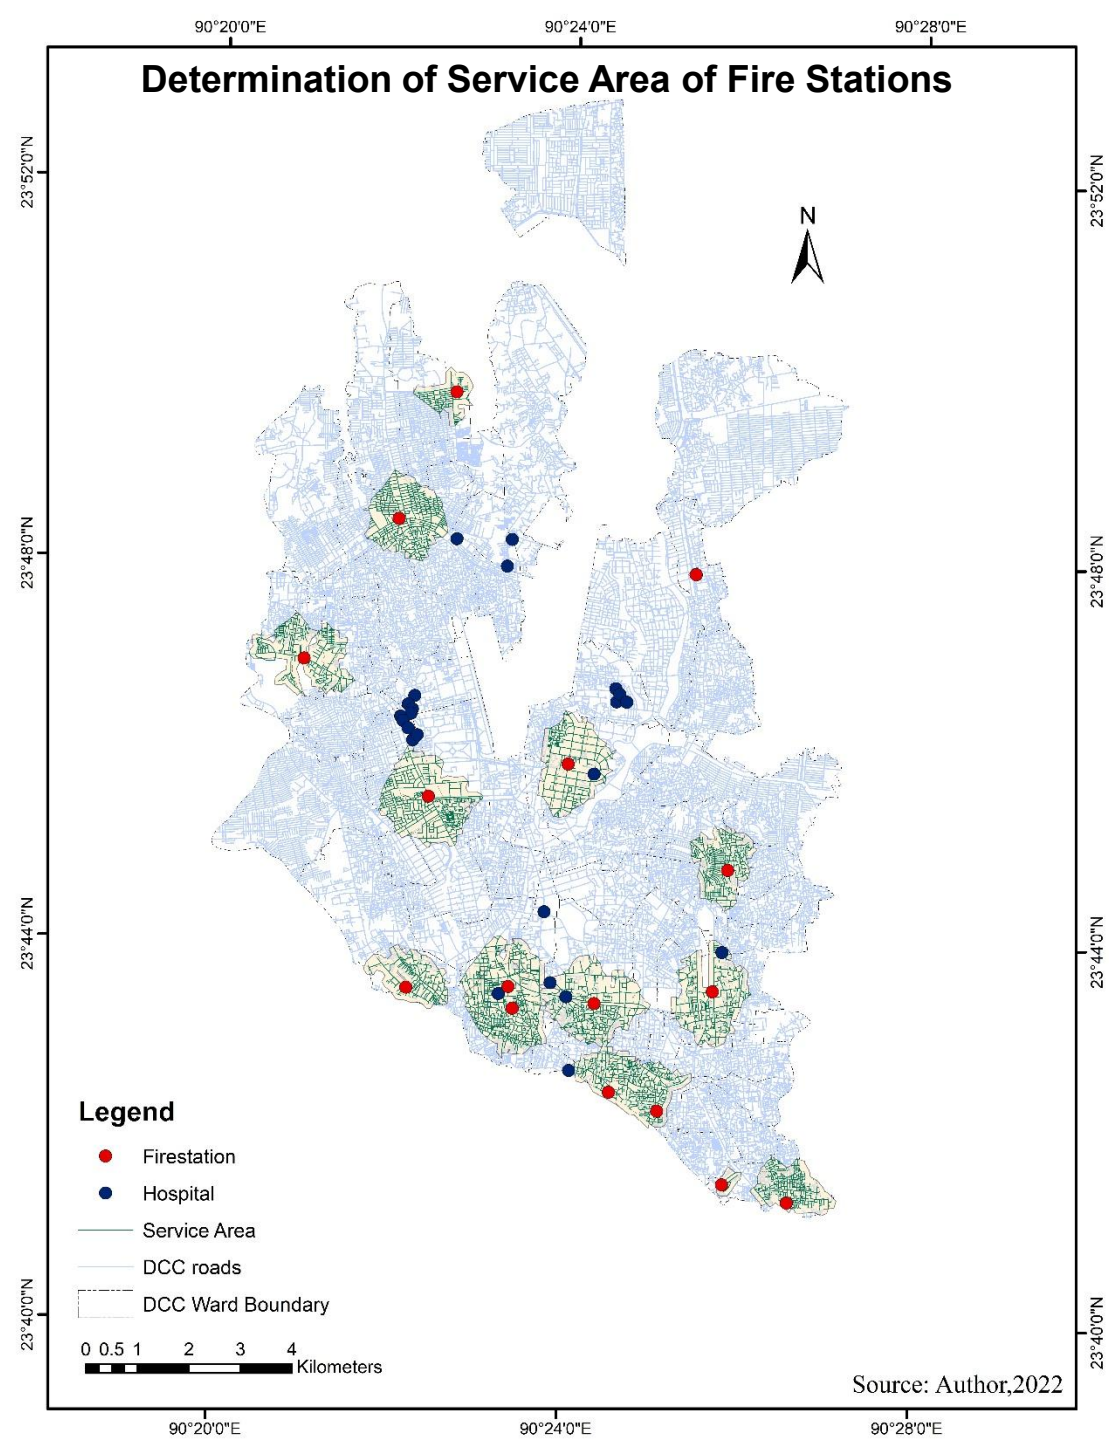 90°20'0"E 90°24'0"E 90°28'0"E
Determination of Service Area of Fire Stations
23°52'0"N 23°52'0"N
N
23°48'0"N 23°48'0"N
23°44'0"N 23°44'0"N
Legend
Firestation
Hospital
Service Area
DCC roads
DCC Ward Boundary
23°40'0"N 23°40'0"N
0 0.5 1 2 3 4
Kilometers
Source: Author,2022
90°20'0"E 90°24'0"E 90°28'0"E